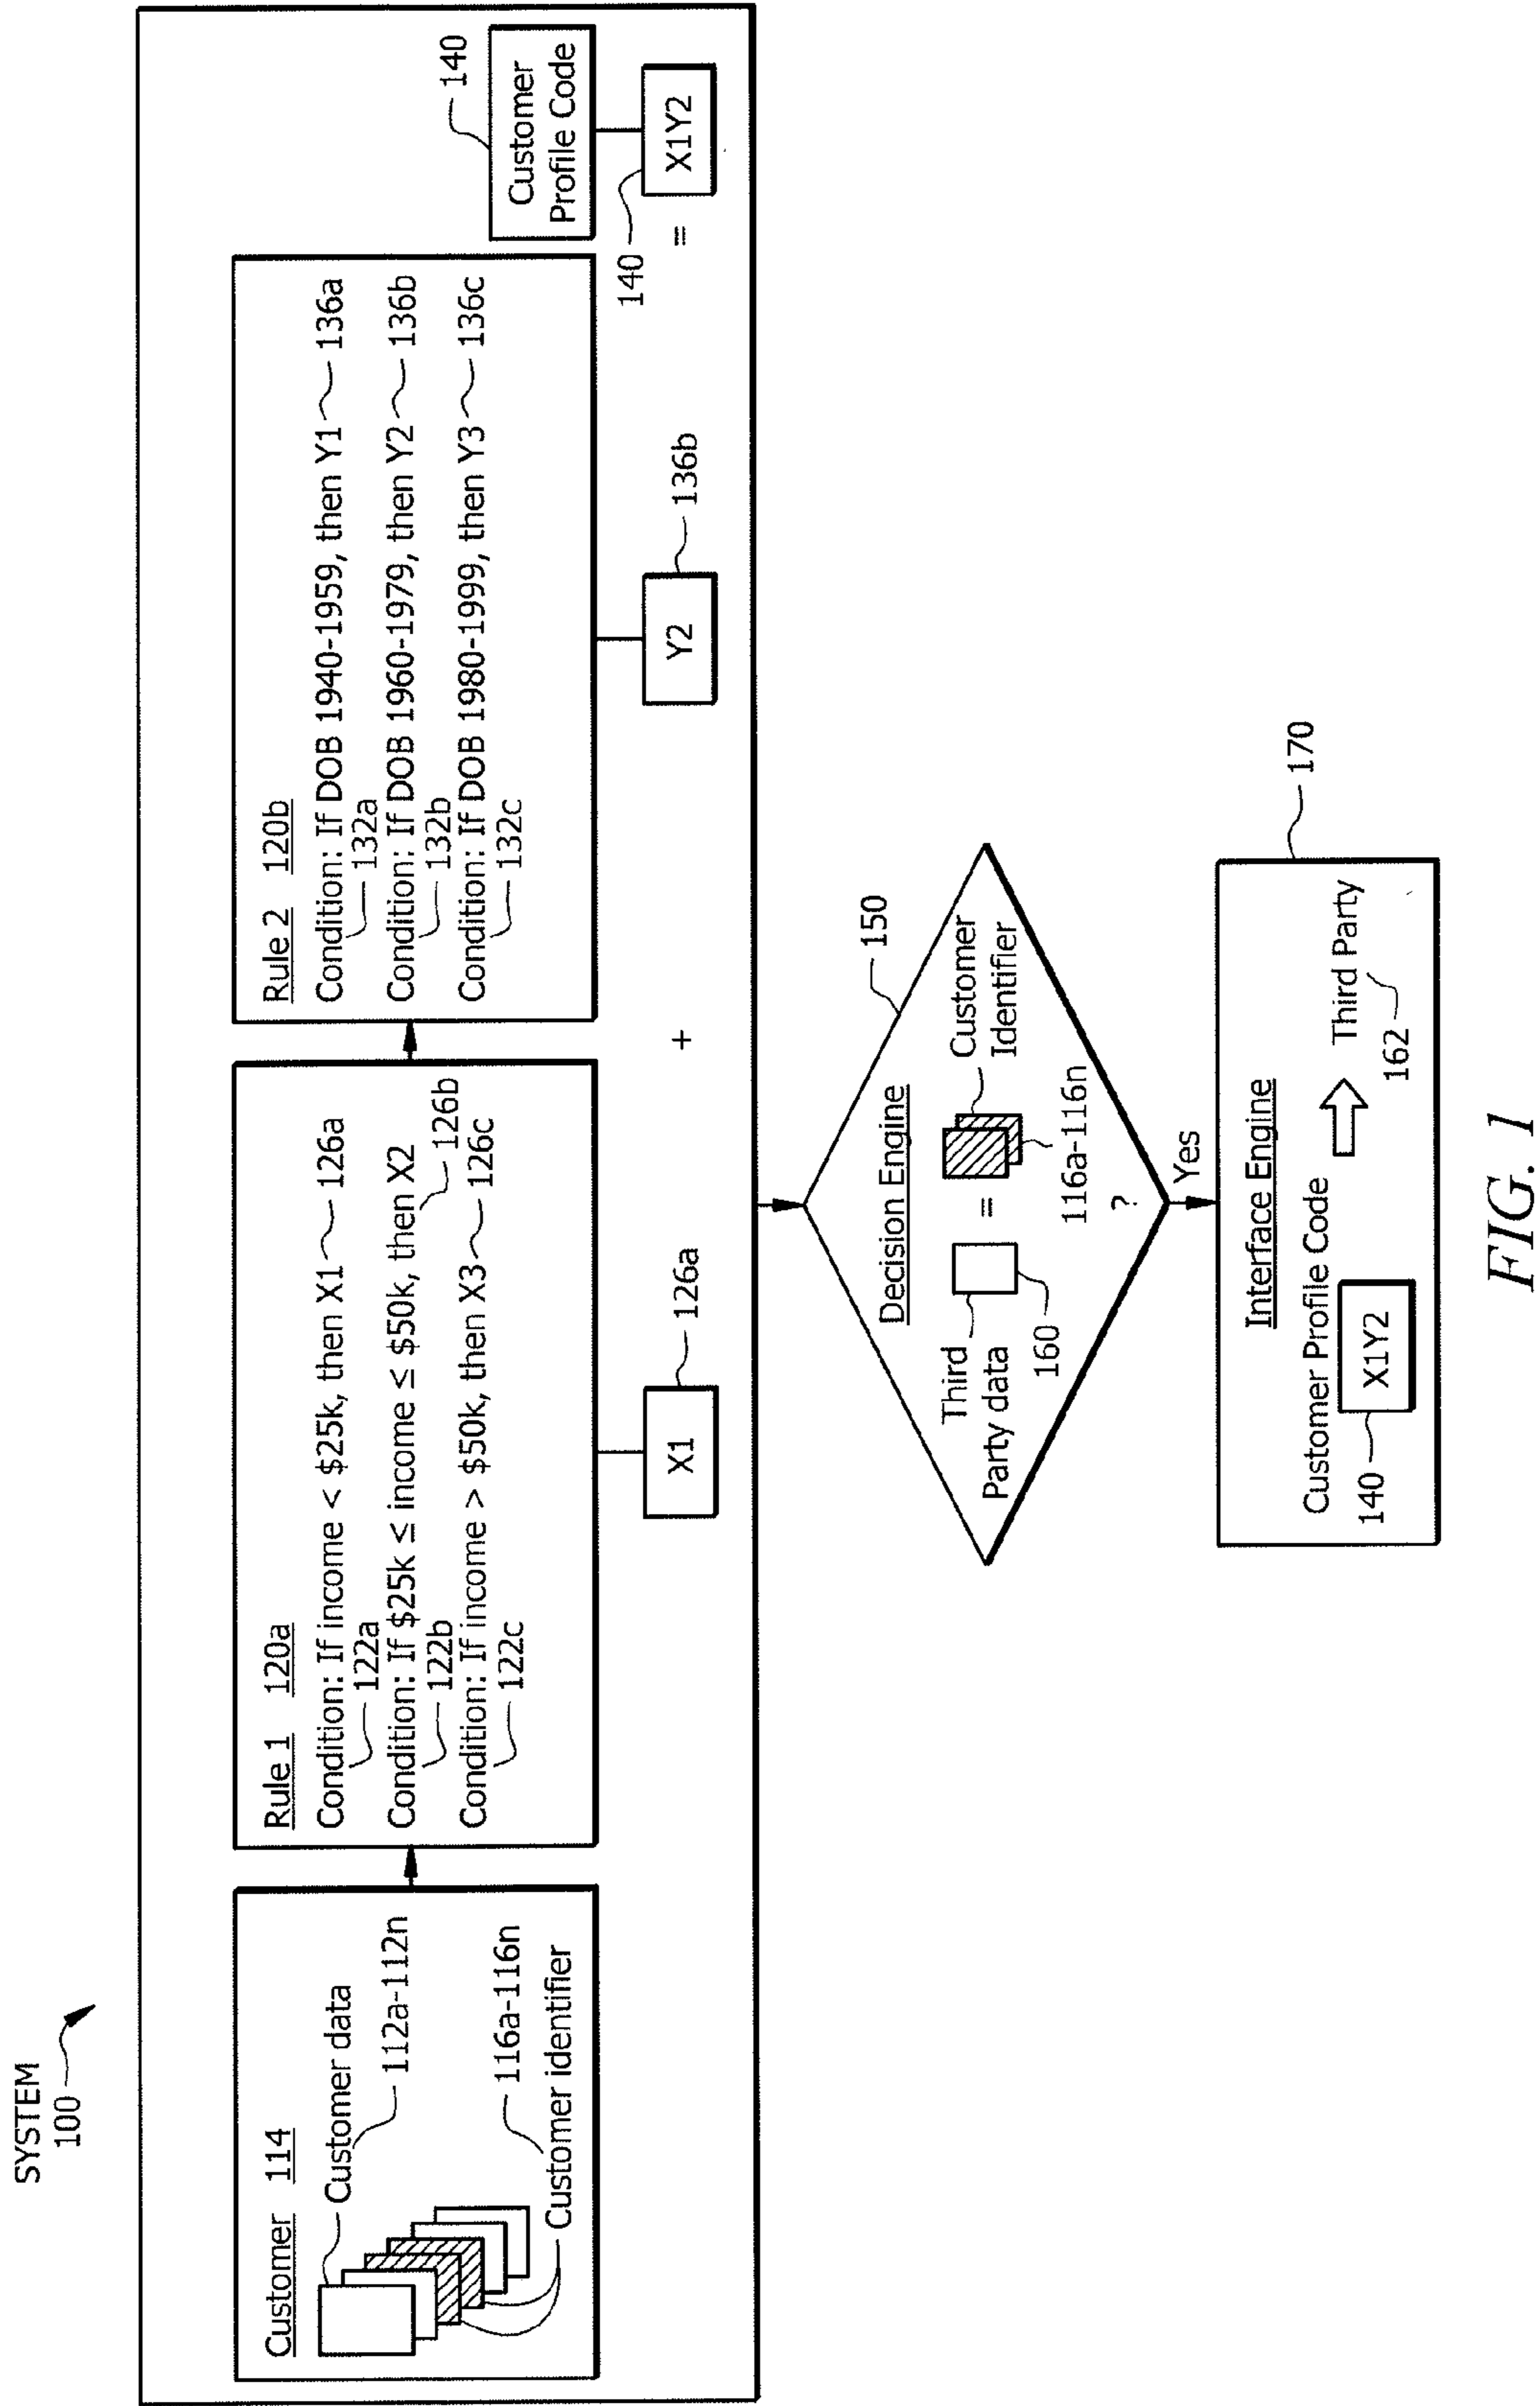 SYSTEM
100
Customer 114
Customer data
112a-112n
116a-116n
Customer identifier
Rule 1 120a
Condition: If income < $25k, then X1 126a
122a
Condition: If $25k ≤ income ≤ $50k, then X2
122b
126b
Condition: If income > $50k, then X3 126c
122c
X1
126a
+
Rule 2 120b
Condition: If DOB 1940-1959, then Y1 136a
132a
Condition: If DOB 1960-1979, then Y2 136b
132b
Condition: If DOB 1980-1999, then Y3 136c
132c
Y2
136b
=
140
Customer
Profile Code
140
X1Y2
150
Decision Engine
Third
Party data
160
=
Customer
Identifier
116a-116n
?
Yes
170
Interface Engine
Customer Profile Code
X1Y2
140
Third Party
162
FIG. 1